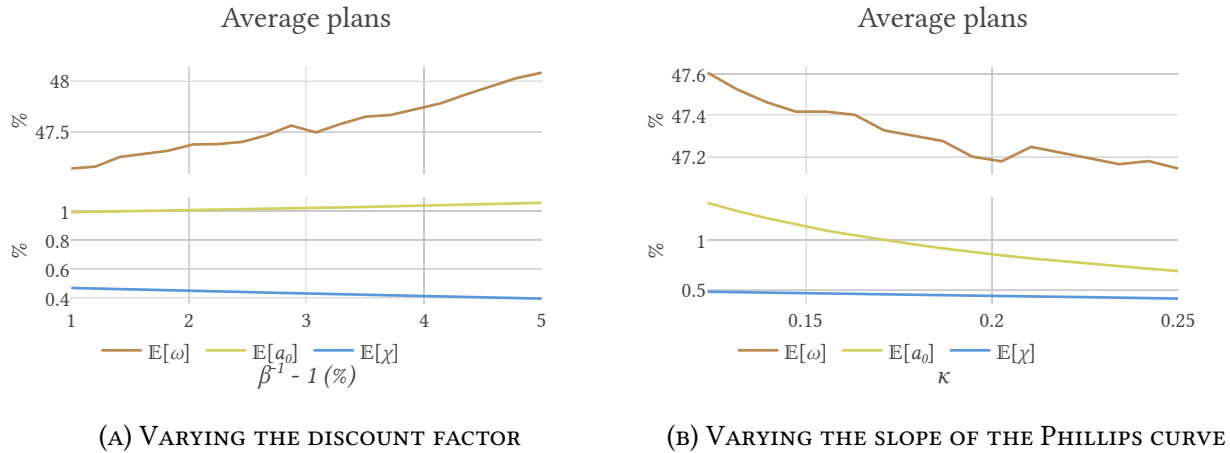 Average plans
48
47.5
%
1
0.8
0.6
0.4
%
1 2 3 4 5
𝔼[ω] 𝔼[a₀] 𝔼[χ]
β⁻¹ - 1 (%)
(A) VARYING THE DISCOUNT FACTOR
Average plans
47.6
47.4
47.2
%
1
0.5
%
0.15 0.2 0.25
𝔼[ω] 𝔼[a₀] 𝔼[χ]
κ
(B) VARYING THE SLOPE OF THE PHILLIPS CURVE